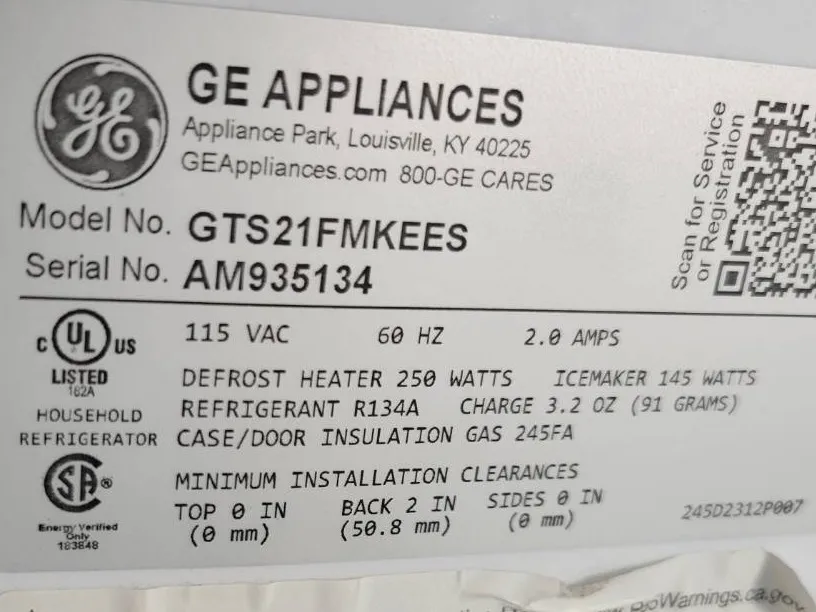 GE
GE APPLIANCES
Appliance Park, Louisville, KY 40225
GEAppliances.com 800-GE CARES
Scan for Service
or Registration
Model No. GTS21FMKEES
Serial No. AM935134
C UL US
LISTED
162A
HOUSEHOLD
REFRIGERATOR
115 VAC 60 HZ 2.0 AMPS
DEFROST HEATER 250 WATTS ICEMAKER 145 WATTS
REFRIGERANT R134A CHARGE 3.2 OZ (91 GRAMS)
CASE/DOOR INSULATION GAS 245FA
SA®
Energy Verified
Only
183848
MINIMUM INSTALLATION CLEARANCES
TOP 0 IN BACK 2 IN SIDES 0 IN
(0 mm) (50.8 mm) (0 mm)
245D2312P007
Warnings.ca.gov